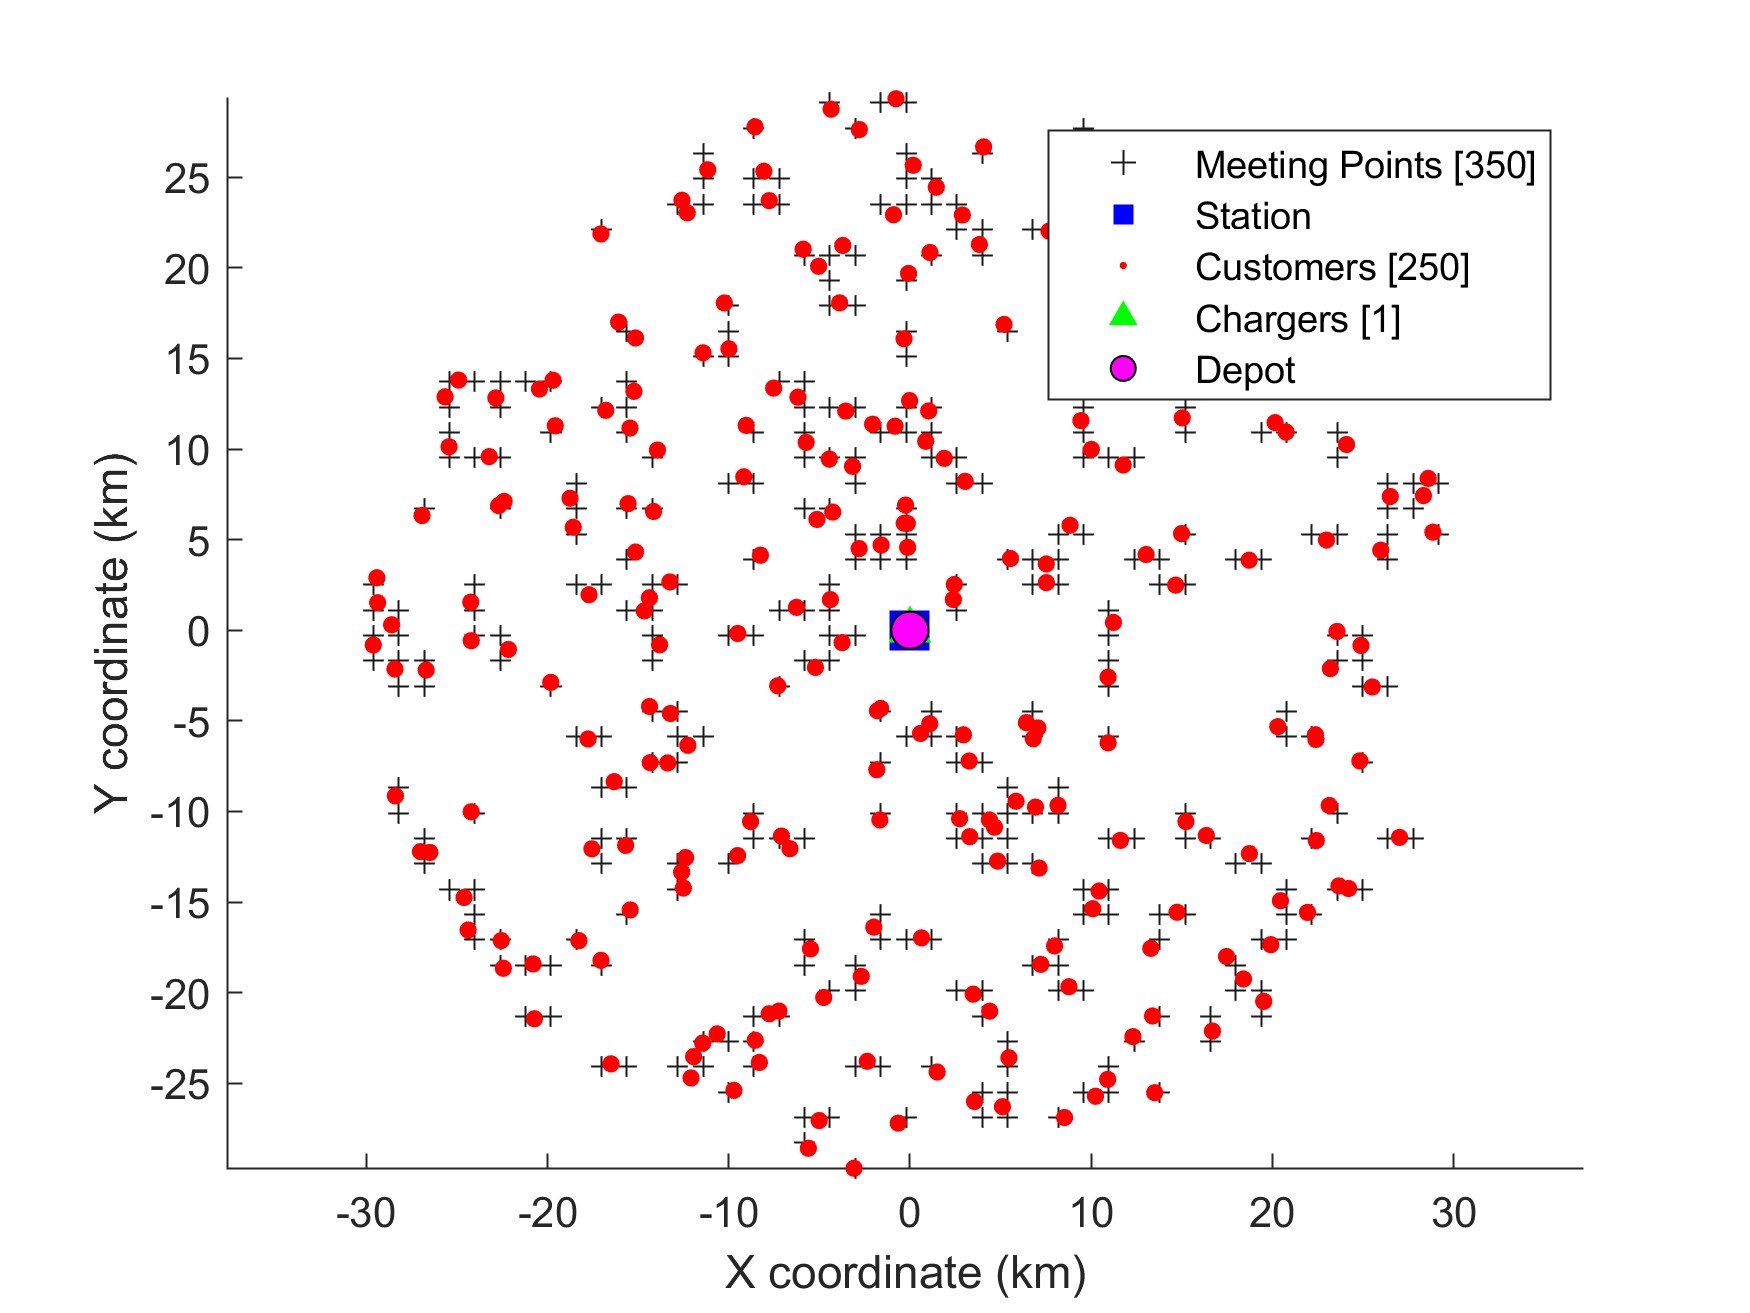 25
20
15
10
5
0
-5
-10
-15
-20
-25
Y coordinate (km)
Meeting Points [350]
Station
Customers [250]
Chargers [1]
Depot
-30 -20 -10 0 10 20 30
X coordinate (km)